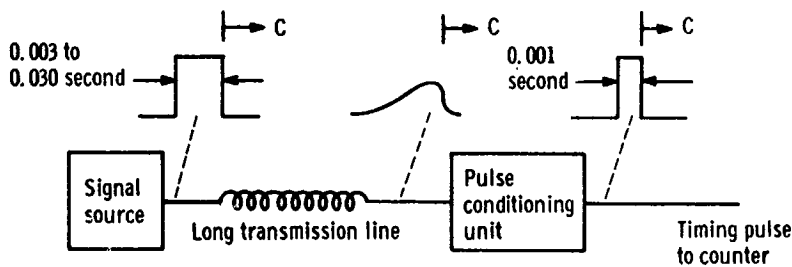 C
C
C
0.003 to
0.030 second
0.001
second
Signal
source
Long transmission line
Pulse
conditioning
unit
Timing pulse
to counter